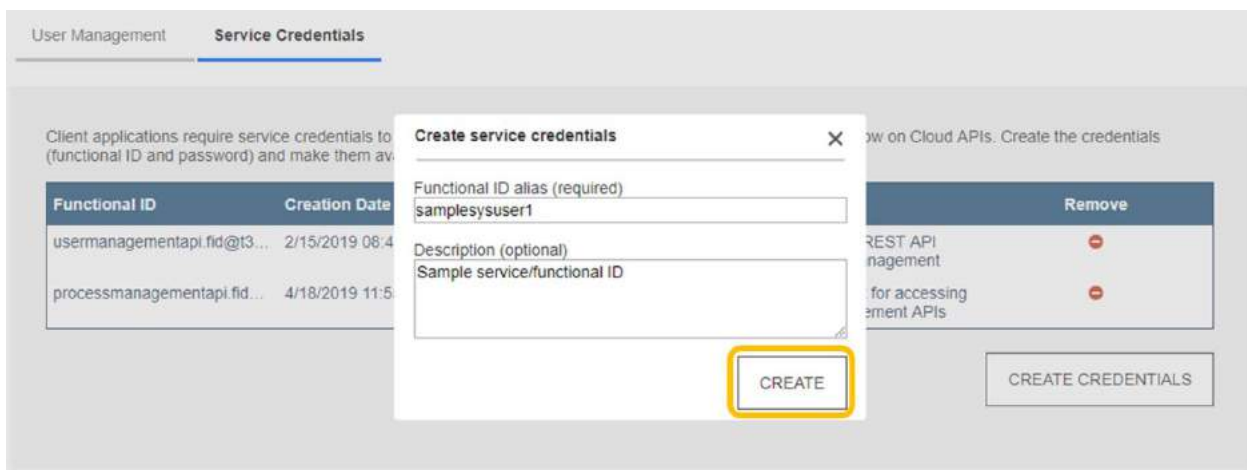 User Management Service Credentials
Client applications require service credentials to
ow on Cloud APIs. Create the credentials
(functional ID and password) and make them av
Create service credentials
Functional ID alias (required)
samplesysuser1
Description (optional)
Sample service/functional ID
CREATE
Functional ID Creation Date Remove
usermanagementapi.fid@t3... 2/15/2019 08:4 REST API
nagement
processmanagementapi.fid... 4/18/2019 11:5 for accessing
ement APIs
CREATE CREDENTIALS